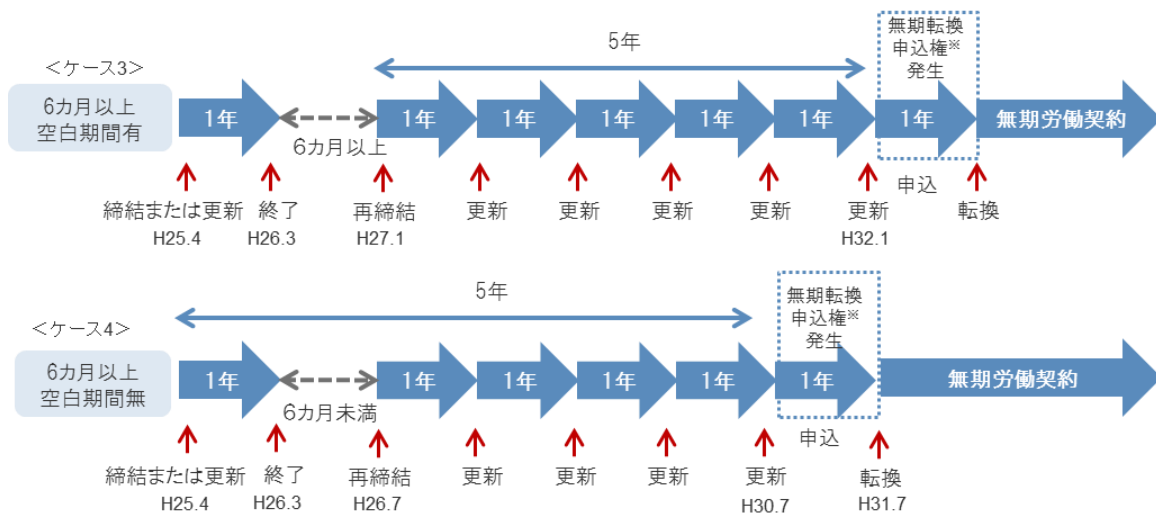 <ケース3>
6カ月以上
空白期間有
5年
無期転換
申込権※
発生
1年
6カ月以上
1年
1年
1年
1年
1年
1年
無期労働契約
申込
締結または更新
H25.4
終了
H26.3
再締結
H27.1
更新
更新
更新
更新
更新
H32.1
転換
<ケース4>
6カ月以上
空白期間無
5年
無期転換
申込権※
発生
1年
6カ月未満
1年
1年
1年
1年
1年
無期労働契約
申込
締結または更新
H25.4
終了
H26.3
再締結
H26.7
更新
更新
更新
更新
H30.7
転換
H31.7